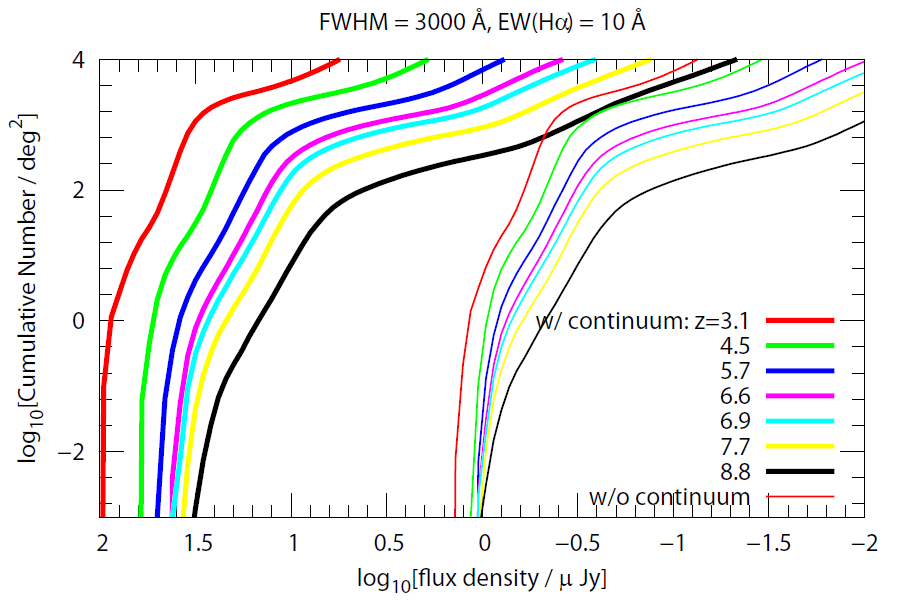 FWHM = 3000 Å, EW(Hα) = 10 Å
log₁₀[Cumulative Number / deg²]
4
2
0
−2
w/ continuum: z=3.1
4.5
5.7
6.6
6.9
7.7
8.8
w/o continuum
2 1.5 1 0.5 0 −0.5 −1 −1.5 −2
log₁₀[flux density / μ Jy]